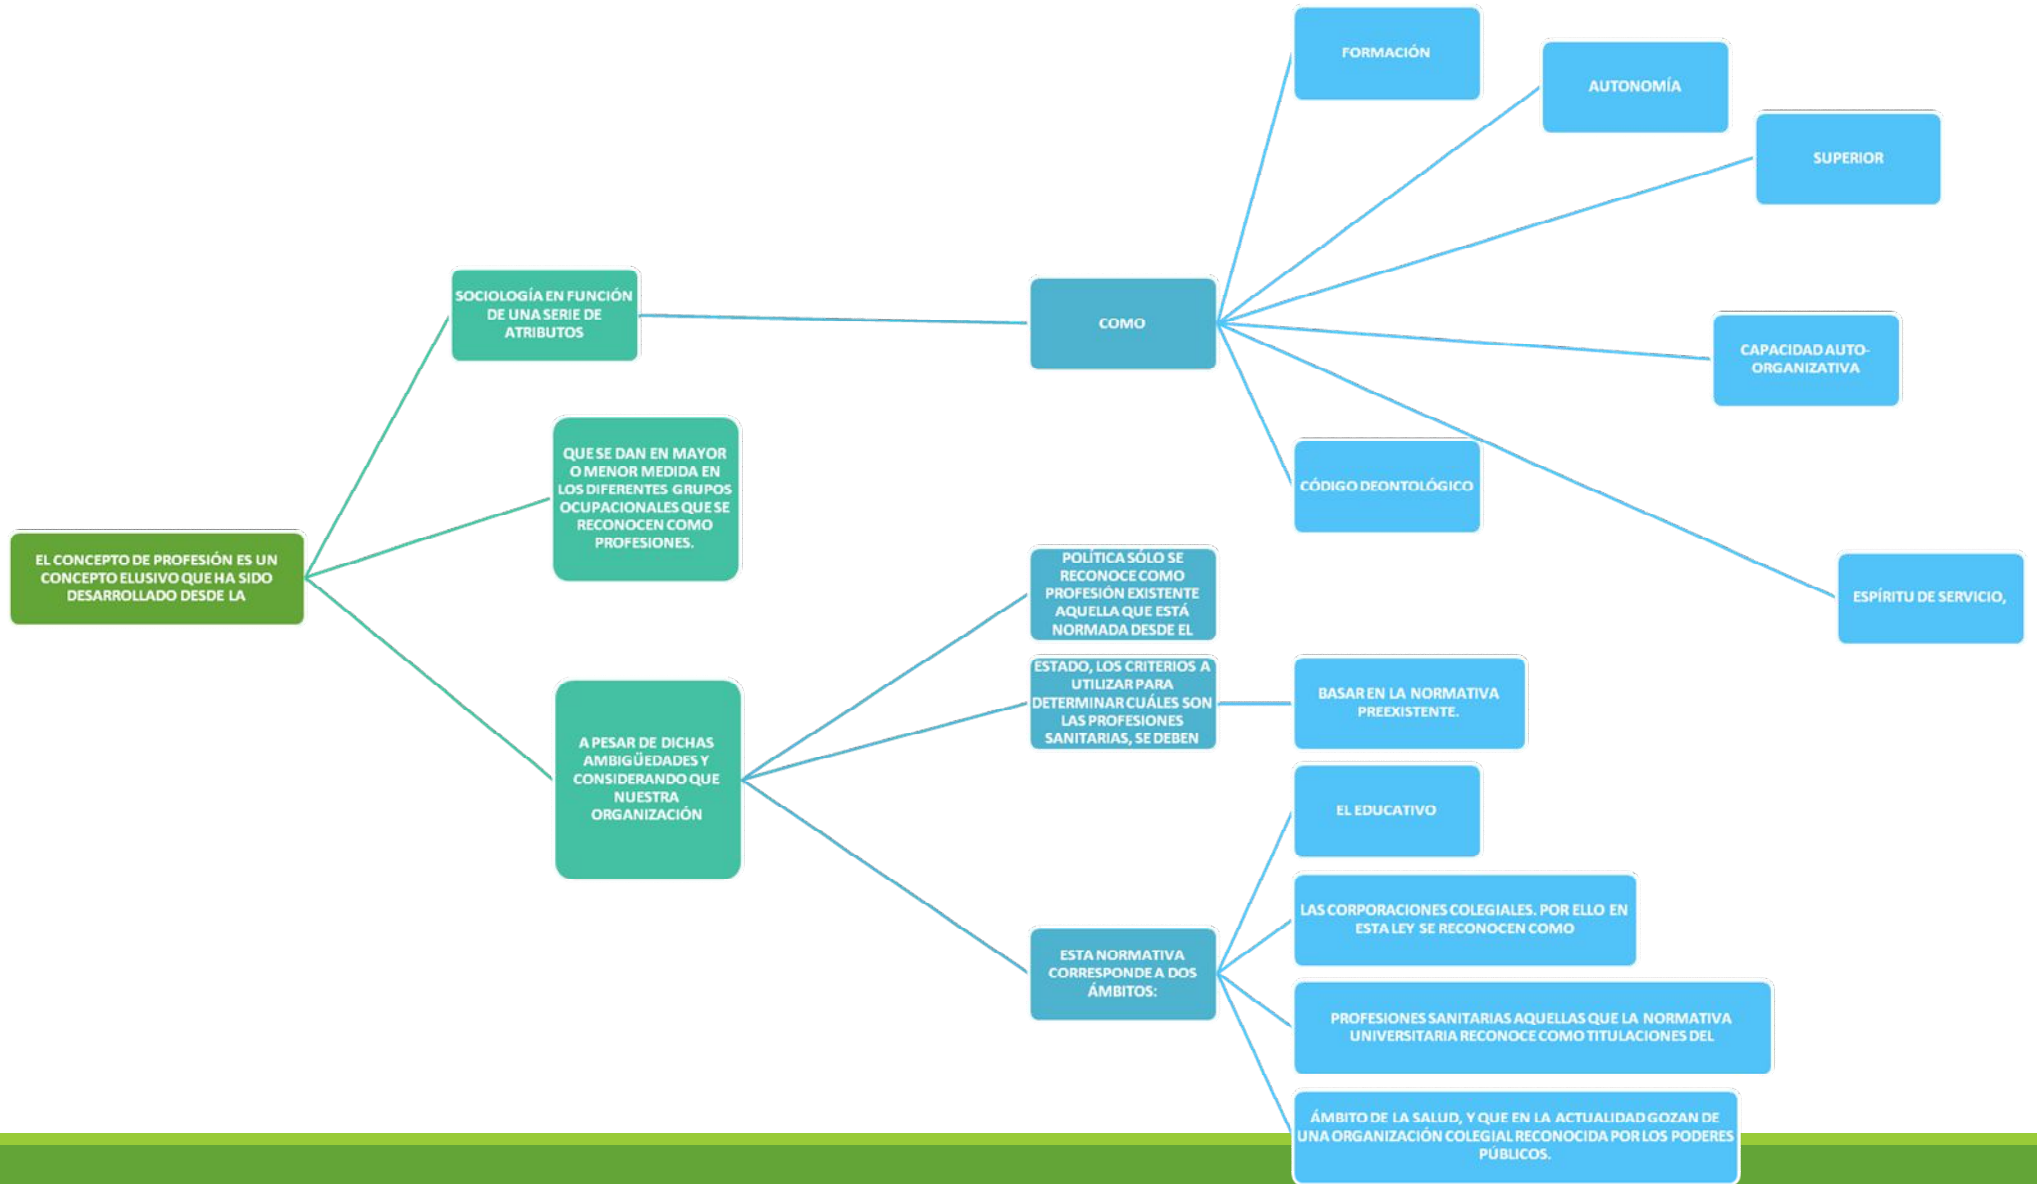 EL CONCEPTO DE PROFESIÓN ES UN
CONCEPTO ELUSIVO QUE HA SIDO
DESARROLLADO DESDE LA
SOCIOLOGÍA EN FUNCIÓN
DE UNA SERIE DE
ATRIBUTOS
COMO
FORMACIÓN
AUTONOMÍA
SUPERIOR
CAPACIDAD AUTO-
ORGANIZATIVA
CÓDIGO DEONTOLÓGICO
ESPÍRITU DE SERVICIO,
QUE SE DAN EN MAYOR
O MENOR MEDIDA EN
LOS DIFERENTES GRUPOS
OCUPACIONALES QUE SE
RECONOCEN COMO
PROFESIONES.
A PESAR DE DICHAS
AMBIGÜEDADES Y
CONSIDERANDO QUE
NUESTRA
ORGANIZACIÓN
POLÍTICA SÓLO SE
RECONOCE COMO
PROFESIÓN EXISTENTE
AQUELLA QUE ESTÁ
NORMADA DESDE EL
ESTADO, LOS CRITERIOS A
UTILIZAR PARA
DETERMINAR CUÁLES SON
LAS PROFESIONES
SANITARIAS, SE DEBEN
BASAR EN LA NORMATIVA
PREEXISTENTE.
ESTA NORMATIVA
CORRESPONDE A DOS
ÁMBITOS:
EL EDUCATIVO
LAS CORPORACIONES COLEGIALES. POR ELLO EN
ESTA LEY SE RECONOCEN COMO
PROFESIONES SANITARIAS AQUELLAS QUE LA NORMATIVA
UNIVERSITARIA RECONOCE COMO TITULACIONES DEL
ÁMBITO DE LA SALUD, Y QUE EN LA ACTUALIDAD GOZAN DE
UNA ORGANIZACIÓN COLEGIAL RECONOCIDA POR LOS PODERES
PÚBLICOS.